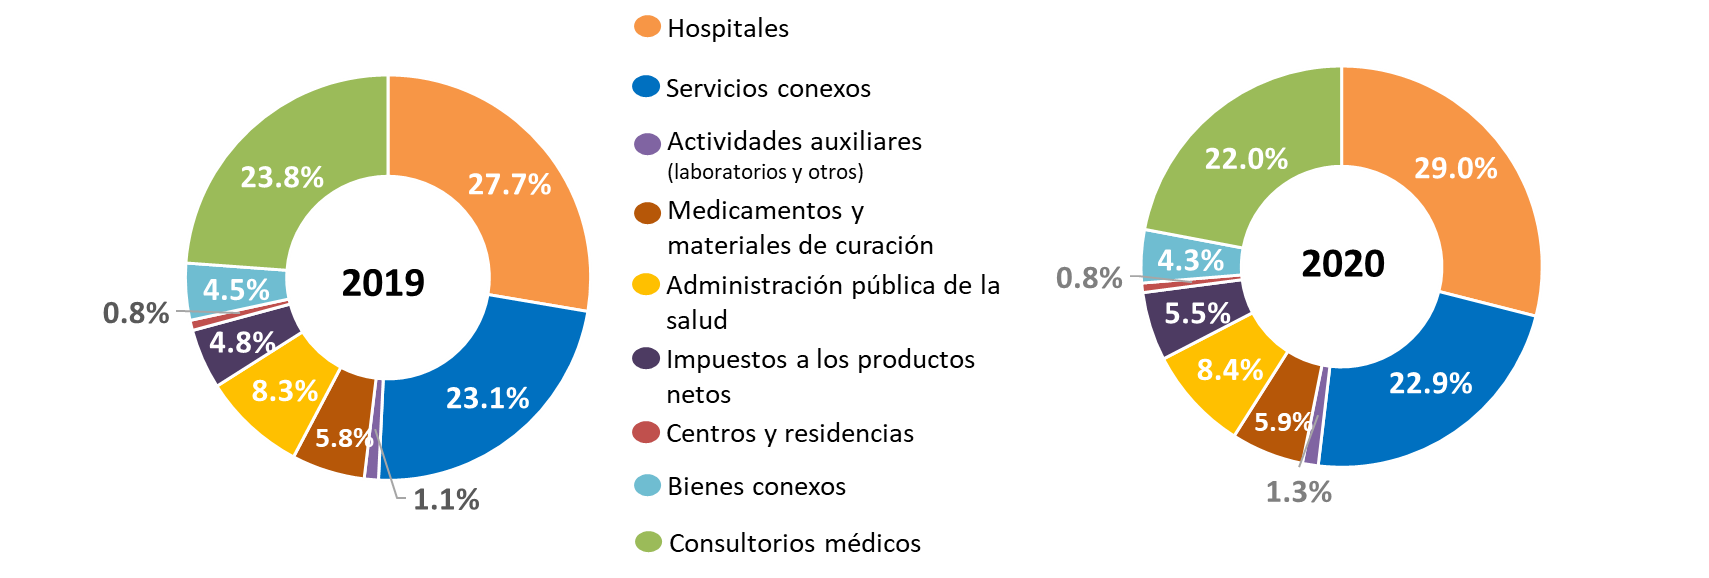 27.7%
23.1%
1.1%
5.8%
8.3%
4.8%
0.8%
4.5%
23.8%
2019
Hospitales
Servicios conexos
Actividades auxiliares
(laboratorios y otros)
Medicamentos y
materiales de curación
Administración pública de la
salud
Impuestos a los productos
netos
Centros y residencias
Bienes conexos
Consultorios médicos
29.0%
22.9%
1.3%
5.9%
8.4%
5.5%
0.8%
4.3%
22.0%
2020